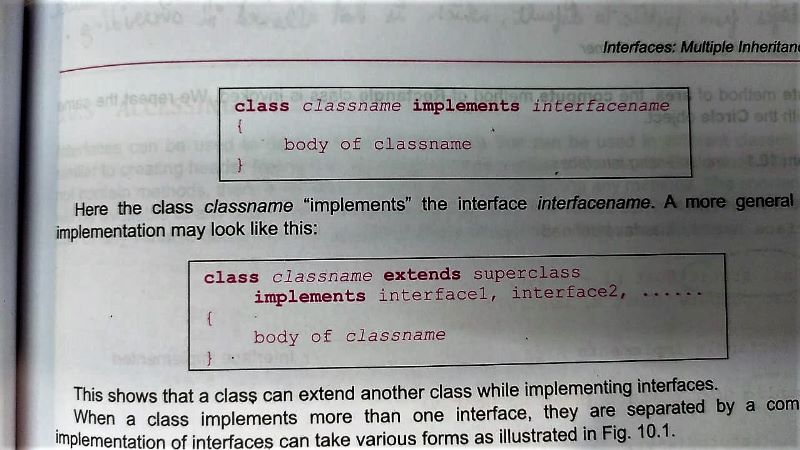 Interfaces: Multiple
class classname implements interfacename
{
body of classname
}
Here the class classname “implements” the interface interfacename. A more general
implementation may look like this:
class classname extends superclass
implements interface1, interface2, ......
{
body of classname
}
This shows that a class can extend another class while implementing interfaces.
When a class implements more than one interface, they are separated by a
implementation of interfaces can take various forms as illustrated in Fig. 10.1.